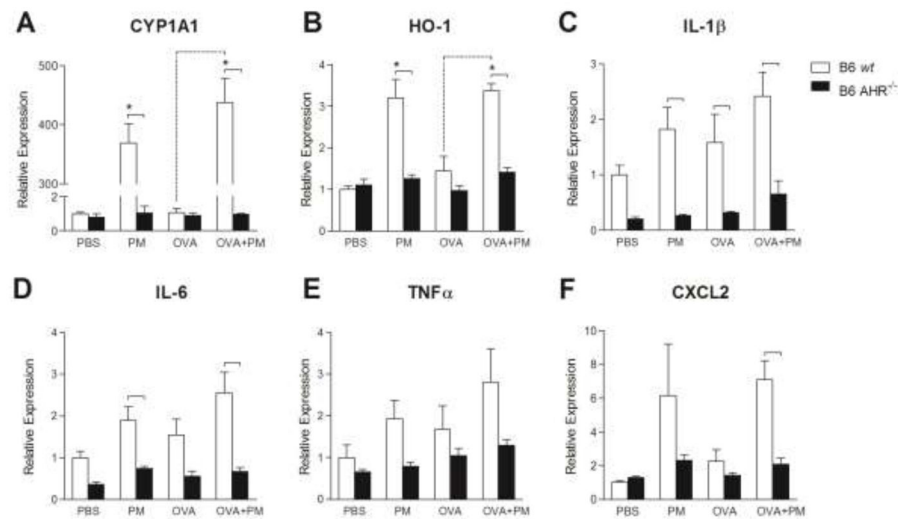 A CYP1A1
Relative Expression
500
400
300
2
0
*
*
PBS PM OVA OVA+PM
B HO-1
Relative Expression
4
3
2
1
0
*
*
PBS PM OVA OVA+PM
C IL-1β
Relative Expression
3
2
1
0
PBS PM OVA OVA+PM
B6 wt
B6 AHR-/-
D IL-6
Relative Expression
4
3
2
1
0
PBS PM OVA OVA+PM
E TNFα
Relative Expression
4
3
2
1
0
PBS PM OVA OVA+PM
F CXCL2
Relative Expression
10
8
6
4
2
0
PBS PM OVA OVA+PM